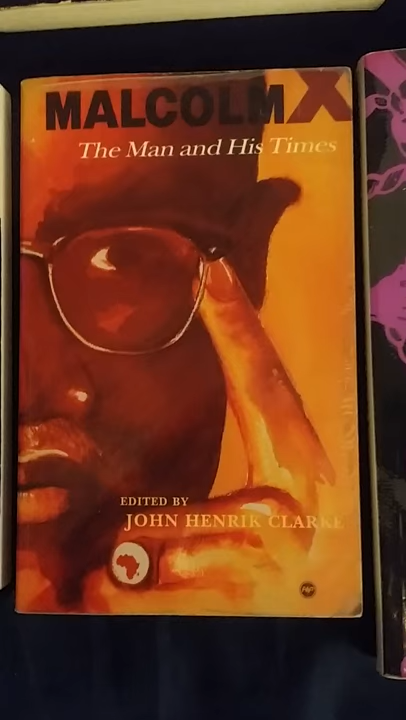 MALCOLM X
The Man and His Times
EDITED BY
JOHN HENRIK CLARKE